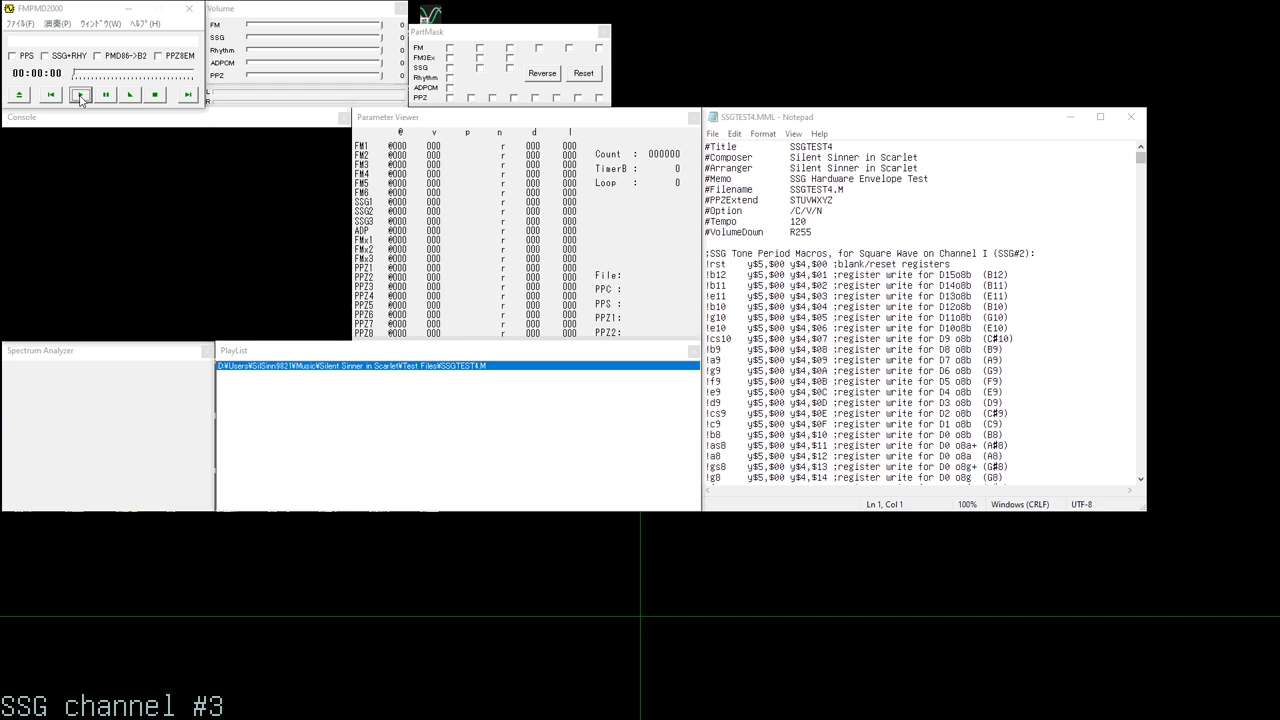 FMPMD2000
ファイル(F) 演奏(P) ウィンドウ(W) ヘルプ(H)
PPS SSG+RHY PMD86->B2 PPZ8EM
00:00:00
Volume
FM 0
SSG 0
Rhythm 0
ADPCM 0
PPZ 0
L
R
PartMask
FM
FM3Ex
SSG
Rhythm
ADPCM
PPZ
Reverse Reset
Console
Parameter Viewer
@ v p n d l
FM1 @000 000 r 000 000
FM2 @000 000 r 000 000
FM3 @000 000 r 000 000
FM4 @000 000 r 000 000
FM5 @000 000 r 000 000
FM6 @000 000 r 000 000
SSG1 @000 000 r 000 000
SSG2 @000 000 r 000 000
SSG3 @000 000 r 000 000
ADP @000 000 r 000 000
FMx1 @000 000 r 000 000
FMx2 @000 000 r 000 000
FMx3 @000 000 r 000 000
PPZ1 @000 000 r 000 000
PPZ2 @000 000 r 000 000
PPZ3 @000 000 r 000 000
PPZ4 @000 000 r 000 000
PPZ5 @000 000 r 000 000
PPZ6 @000 000 r 000 000
PPZ7 @000 000 r 000 000
PPZ8 @000 000 r 000 000
Count : 000000
TimerB : 0
Loop : 0
File:
PPC :
PPS :
PPZ1:
PPZ2:
SSGTEST4.MML - Notepad
File Edit Format View Help
#Title SSGTEST4
#Composer Silent Sinner in Scarlet
#Arranger Silent Sinner in Scarlet
#Memo SSG Hardware Envelope Test
#Filename SSGTEST4.M
#PPZExtend STUVWXYZ
#Option /C/V/N
#Tempo 120
#VolumeDown R255
;SSG Tone Period Macros, for Square Wave on Channel I (SSG#2):
!rst y$5,$00 y$4,$00 ;blank/reset registers
!b12 y$5,$00 y$4,$01 ;register write for D15o8b (B12)
!b11 y$5,$00 y$4,$02 ;register write for D14o8b (B11)
!e11 y$5,$00 y$4,$03 ;register write for D13o8b (E11)
!b10 y$5,$00 y$4,$04 ;register write for D12o8b (B10)
!g10 y$5,$00 y$4,$05 ;register write for D11o8b (G10)
!e10 y$5,$00 y$4,$06 ;register write for D10o8b (E10)
!cs10 y$5,$00 y$4,$07 ;register write for D9 o8b (C♯10)
!b9 y$5,$00 y$4,$08 ;register write for D8 o8b (B9)
!a9 y$5,$00 y$4,$09 ;register write for D7 o8b (A9)
!g9 y$5,$00 y$4,$0A ;register write for D6 o8b (G9)
!f9 y$5,$00 y$4,$0B ;register write for D5 o8b (F9)
!e9 y$5,$00 y$4,$0C ;register write for D4 o8b (E9)
!d9 y$5,$00 y$4,$0D ;register write for D3 o8b (D9)
!cs9 y$5,$00 y$4,$0E ;register write for D2 o8b (C♯9)
!c9 y$5,$00 y$4,$0F ;register write for D1 o8b (C9)
!b8 y$5,$00 y$4,$10 ;register write for D0 o8b (B8)
!as8 y$5,$00 y$4,$11 ;register write for D0 o8a+ (A♯8)
!a8 y$5,$00 y$4,$12 ;register write for D0 o8a (A8)
!gs8 y$5,$00 y$4,$13 ;register write for D0 o8g+ (G♯8)
!g8 y$5,$00 y$4,$14 ;register write for D0 o8g (G8)
Ln 1, Col 1 100% Windows (CRLF) UTF-8
Spectrum Analyzer
PlayList
D:¥Users¥SilSinn9821¥Music¥Silent Sinner in Scarlet¥Test Files¥SSGTEST4.M
SSG channel #3